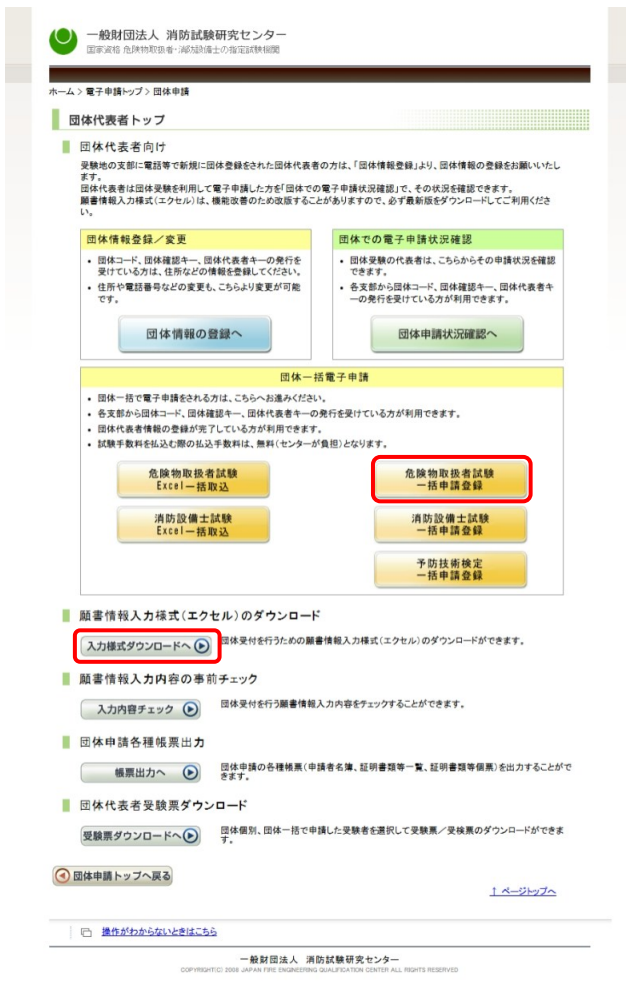 一般財団法人 消防試験研究センター
国家資格 危険物取扱者・消防設備士の指定試験機関
ホーム > 電子申請トップ > 団体申請
団体代表者トップ
団体代表者向け
受験地の支部に電話等で新規に団体登録をされた団体代表者の方は、「団体情報登録」より、団体情報の登録をお願いいたし
ます。
団体代表者は団体受験を利用して電子申請した方を「団体での電子申請状況確認」で、その状況を確認できます。
願書情報入力様式(エクセル)は、機能改善のため改版することがありますので、必ず最新版をダウンロードしてご利用くださ
い。
団体情報登録/変更
・ 団体コード、団体確認キー、団体代表者キーの発行を
受けている方は、住所などの情報を登録してください。
・ 住所や電話番号などの変更も、こちらより変更が可能
です。
団体情報の登録へ
団体での電子申請状況確認
・ 団体受験の代表者は、こちらからその申請状況を確認
できます。
・ 各支部から団体コード、団体確認キー、団体代表者キ
ーの発行を受けている方が利用できます。
団体申請状況確認へ
団体一括電子申請
・ 団体一括で電子申請をされる方は、こちらへお進みください。
・ 各支部から団体コード、団体確認キー、団体代表者キーの発行を受けている方が利用できます。
・ 団体代表者情報の登録が完了している方が利用できます。
・ 試験手数料を払込む際の払込手数料は、無料(センターが負担)となります。
危険物取扱者試験
Excel一括取込
危険物取扱者試験
一括申請登録
消防設備士試験
Excel一括取込
消防設備士試験
一括申請登録
予防技術検定
一括申請登録
願書情報入力様式(エクセル)のダウンロード
入力様式ダウンロードへ
団体受付を行うための願書情報入力様式(エクセル)のダウンロードができます。
願書情報入力内容の事前チェック
入力内容チェック
団体受付を行う願書情報入力内容をチェックすることができます。
団体申請各種帳票出力
帳票出力へ
団体申請の各種帳票(申請者名簿、証明書類等一覧、証明書類等個票)を出力することがで
きます。
団体代表者受験票ダウンロード
受験票ダウンロードへ
団体個別、団体一括で申請した受験者を選択して受験票/受検票のダウンロードができま
す。
団体申請トップへ戻る
↑ ページトップへ
操作がわからないときはこちら
一般財団法人 消防試験研究センター
COPYRIGHT(C) 2008 JAPAN FIRE ENGINEERING QUALIFICATION CENTER ALL RIGHTS RESERVED